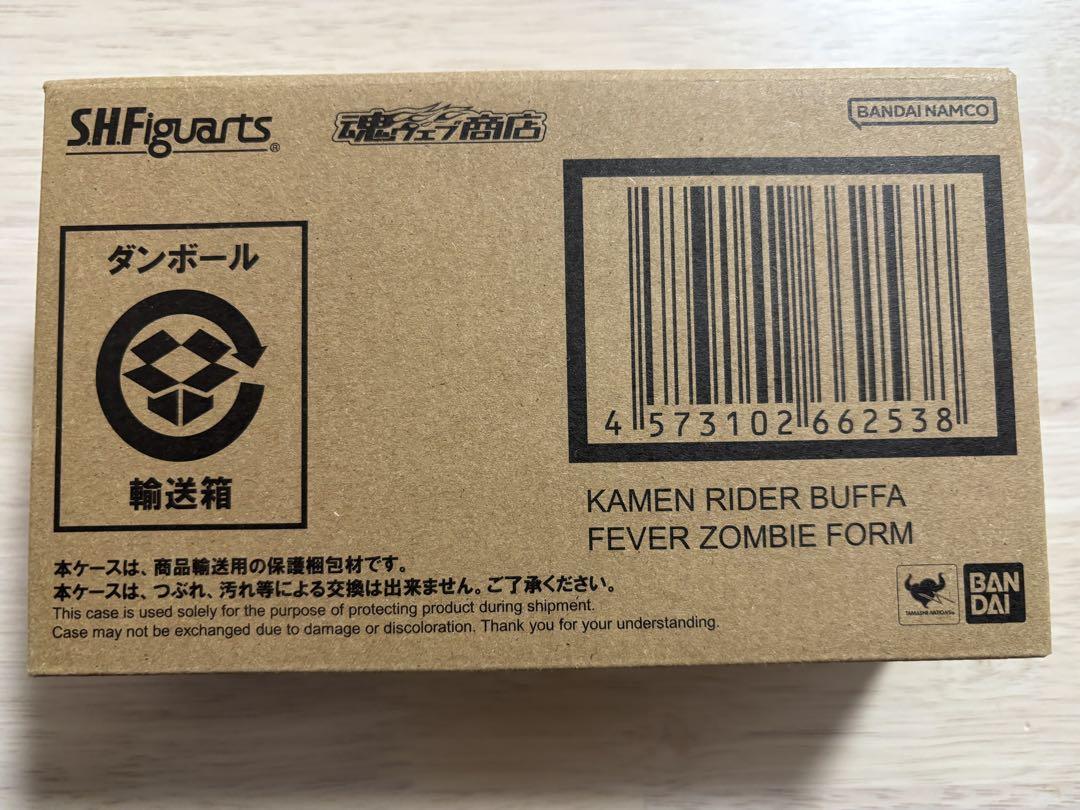 S.H.Figuarts®
魂ウェブ商店
BANDAI NAMCO
ダンボール
輸送箱
4 573102 662538
KAMEN RIDER BUFFA
FEVER ZOMBIE FORM
本ケースは、商品輸送用の保護梱包材です。
本ケースは、つぶれ、汚れ等による交換は出来ません。ご了承ください。
This case is used solely for the purpose of protecting product during shipment.
Case may not be exchanged due to damage or discoloration. Thank you for your understanding.
TAMASHII NATIONS
BAN
DAI